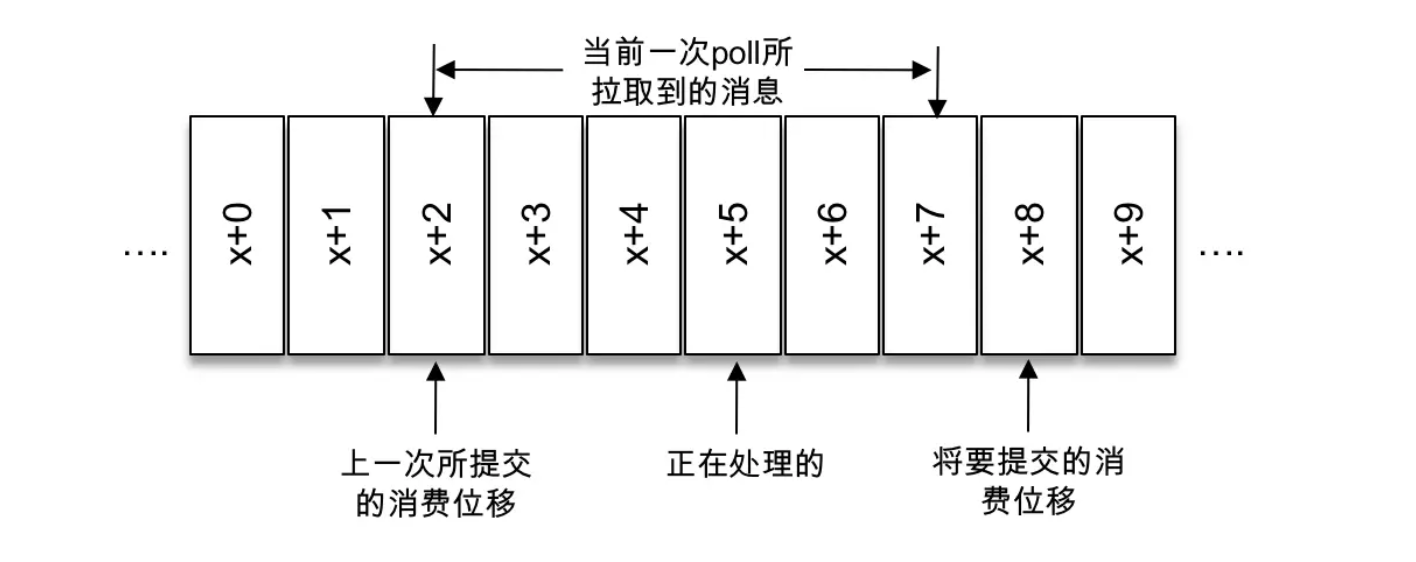 当前一次poll所
拉取到的消息
....
x+0
x+1
x+2
x+3
x+4
x+5
x+6
x+7
x+8
x+9
....
上一次所提交
的消费位移
正在处理的
将要提交的消
费位移